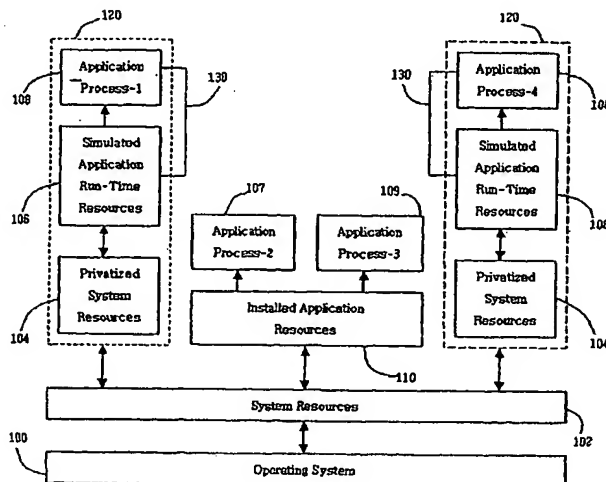 120
120
108
Application
Process-1
130
130
Application
Process-4
108
Simulated
Application
Run-Time
Resources
106
Simulated
Application
Run-Time
Resources
108
107
109
Application
Process-2
Application
Process-3
Privatized
System
Resources
104
Installed Application
Resources
110
Privatized
System
Resources
104
System Resources
102
100
Operating System